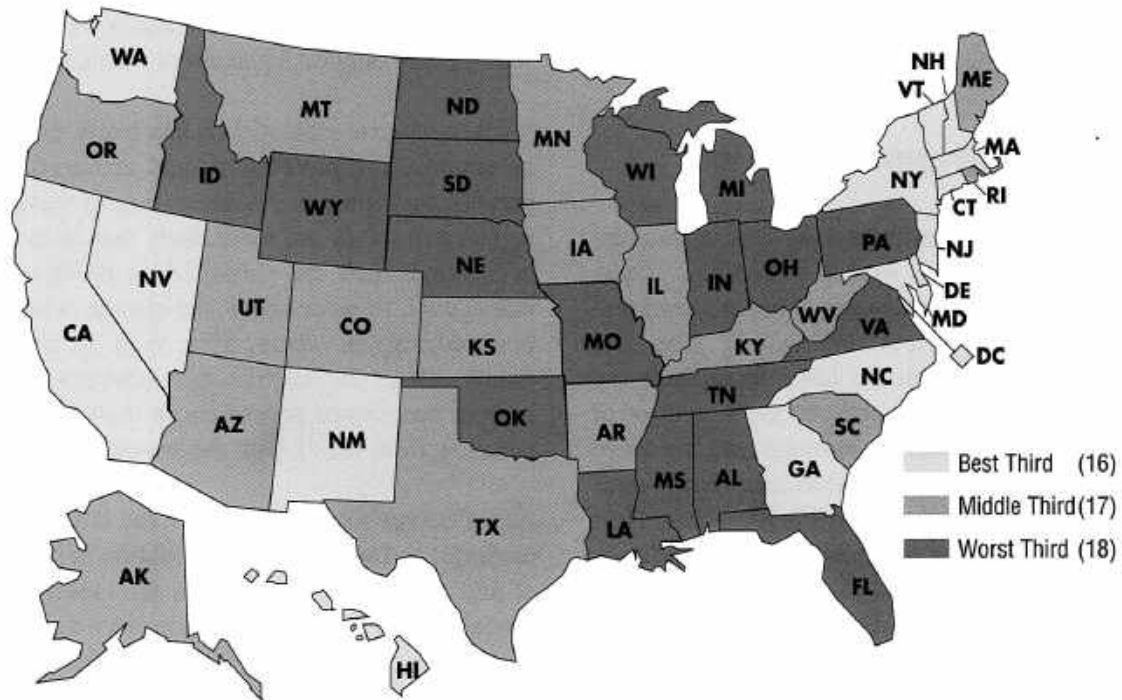 WA
NH
VT
ME
MT
ND
MN
OR
MA
ID
WI
SD
MI
NY
WY
RI
CT
IA
PA
NE
NJ
OH
NV
IN
IL
DE
UT
WV
CO
MD
VA
CA
KS
MO
KY
DC
NC
TN
OK
AR
AZ
SC
NM
GA
Best Third (16)
MS
AL
Middle Third (17)
TX
LA
Worst Third (18)
AK
FL
HI